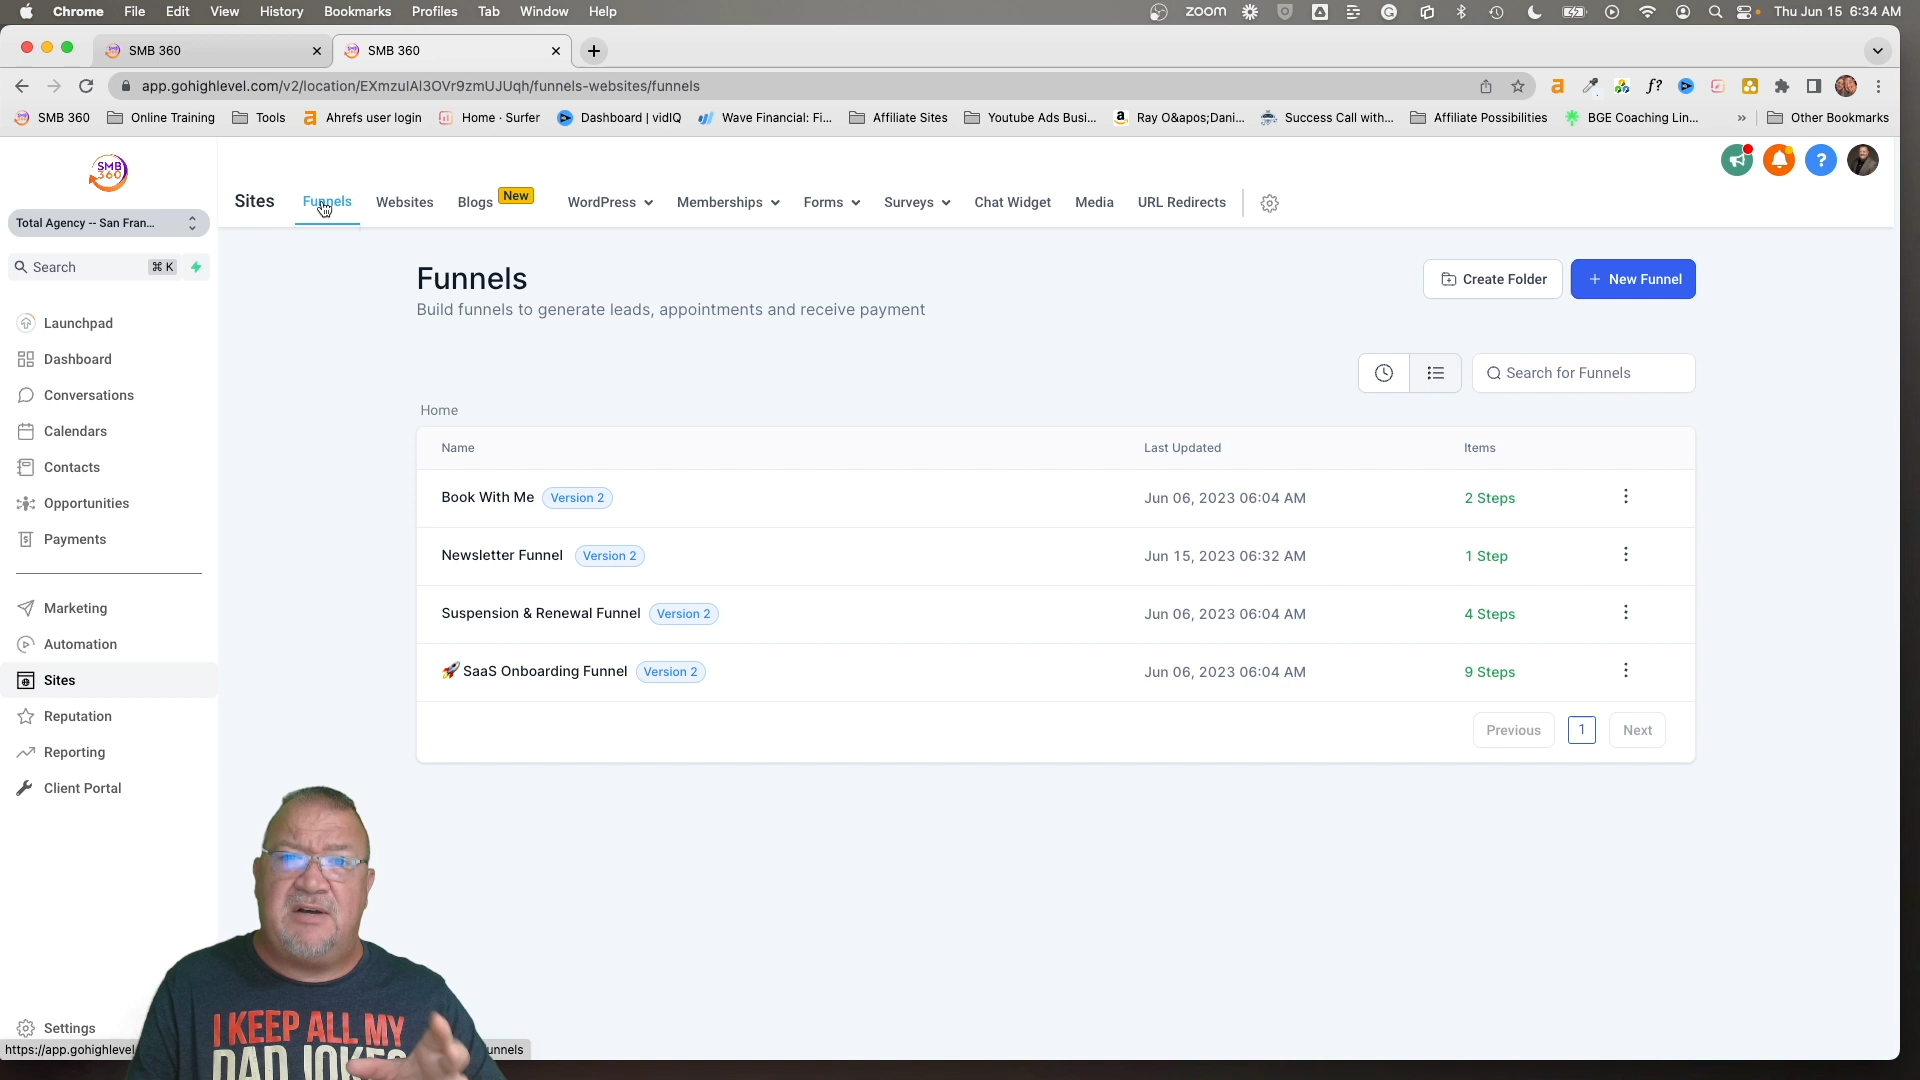 Chrome File Edit View History Bookmarks Profiles Tab Window Help
zoom
Thu Jun 15 6:34 AM
SMB 360
SMB 360
app.gohighlevel.com/v2/location/EXmzuIAl3OVr9zmUJUqh/funnels-websites/funnels
SMB 360 Online Training Tools Ahrefs user login Home · Surfer Dashboard | vidIQ Wave Financial: Fi... Affiliate Sites Youtube Ads Busi... Ray O&apos;Dani... Success Call with... Affiliate Possibilities BGE Coaching Lin... » Other Bookmarks
SMB
360
Sites Funnels Websites Blogs New WordPress Memberships Forms Surveys Chat Widget Media URL Redirects
Total Agency -- San Fran...
Search ⌘ K
Launchpad
Dashboard
Conversations
Calendars
Contacts
Opportunities
Payments
Marketing
Automation
Sites
Reputation
Reporting
Client Portal
Settings
Funnels
Build funnels to generate leads, appointments and receive payment
Create Folder
+ New Funnel
Search for Funnels
Home
Name Last Updated Items
Book With Me Version 2 Jun 06, 2023 06:04 AM 2 Steps
Newsletter Funnel Version 2 Jun 15, 2023 06:32 AM 1 Step
Suspension & Renewal Funnel Version 2 Jun 06, 2023 06:04 AM 4 Steps
🚀 SaaS Onboarding Funnel Version 2 Jun 06, 2023 06:04 AM 9 Steps
Previous 1 Next
I KEEP ALL MY
DAD JOKES
https://app.gohighlevel
unnels